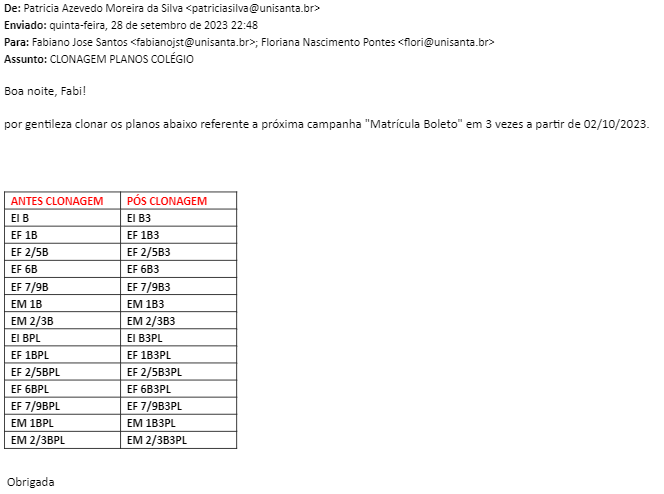 De: Patricia Azevedo Moreira da Silva <patriciasilva@unisanta.br>
Enviado: quinta-feira, 28 de setembro de 2023 22:48
Para: Fabiano Jose Santos <fabianojst@unisanta.br>; Floriana Nascimento Pontes <flori@unisanta.br>
Assunto: CLONAGEM PLANOS COLÉGIO
Boa noite, Fabi!
por gentileza clonar os planos abaixo referente a próxima campanha "Matrícula Boleto" em 3 vezes a partir de 02/10/2023.
ANTES CLONAGEM PÓS CLONAGEM
EI B EI B3
EF 1B EF 1B3
EF 2/5B EF 2/5B3
EF 6B EF 6B3
EF 7/9B EF 7/9B3
EM 1B EM 1B3
EM 2/3B EM 2/3B3
EI BPL EI B3PL
EF 1BPL EF 1B3PL
EF 2/5BPL EF 2/5B3PL
EF 6BPL EF 6B3PL
EF 7/9BPL EF 7/9B3PL
EM 1BPL EM 1B3PL
EM 2/3BPL EM 2/3B3PL
Obrigada